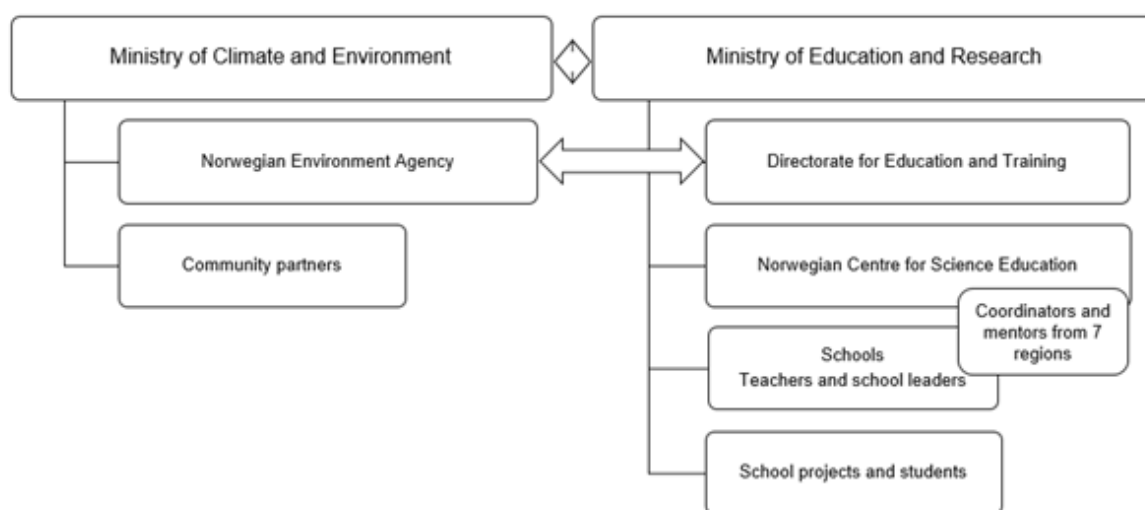 Ministry of Climate and Environment
Ministry of Education and Research
Norwegian Environment Agency
Directorate for Education and Training
Community partners
Norwegian Centre for Science Education
Coordinators and
mentors from 7
regions
Schools
Teachers and school leaders
School projects and students